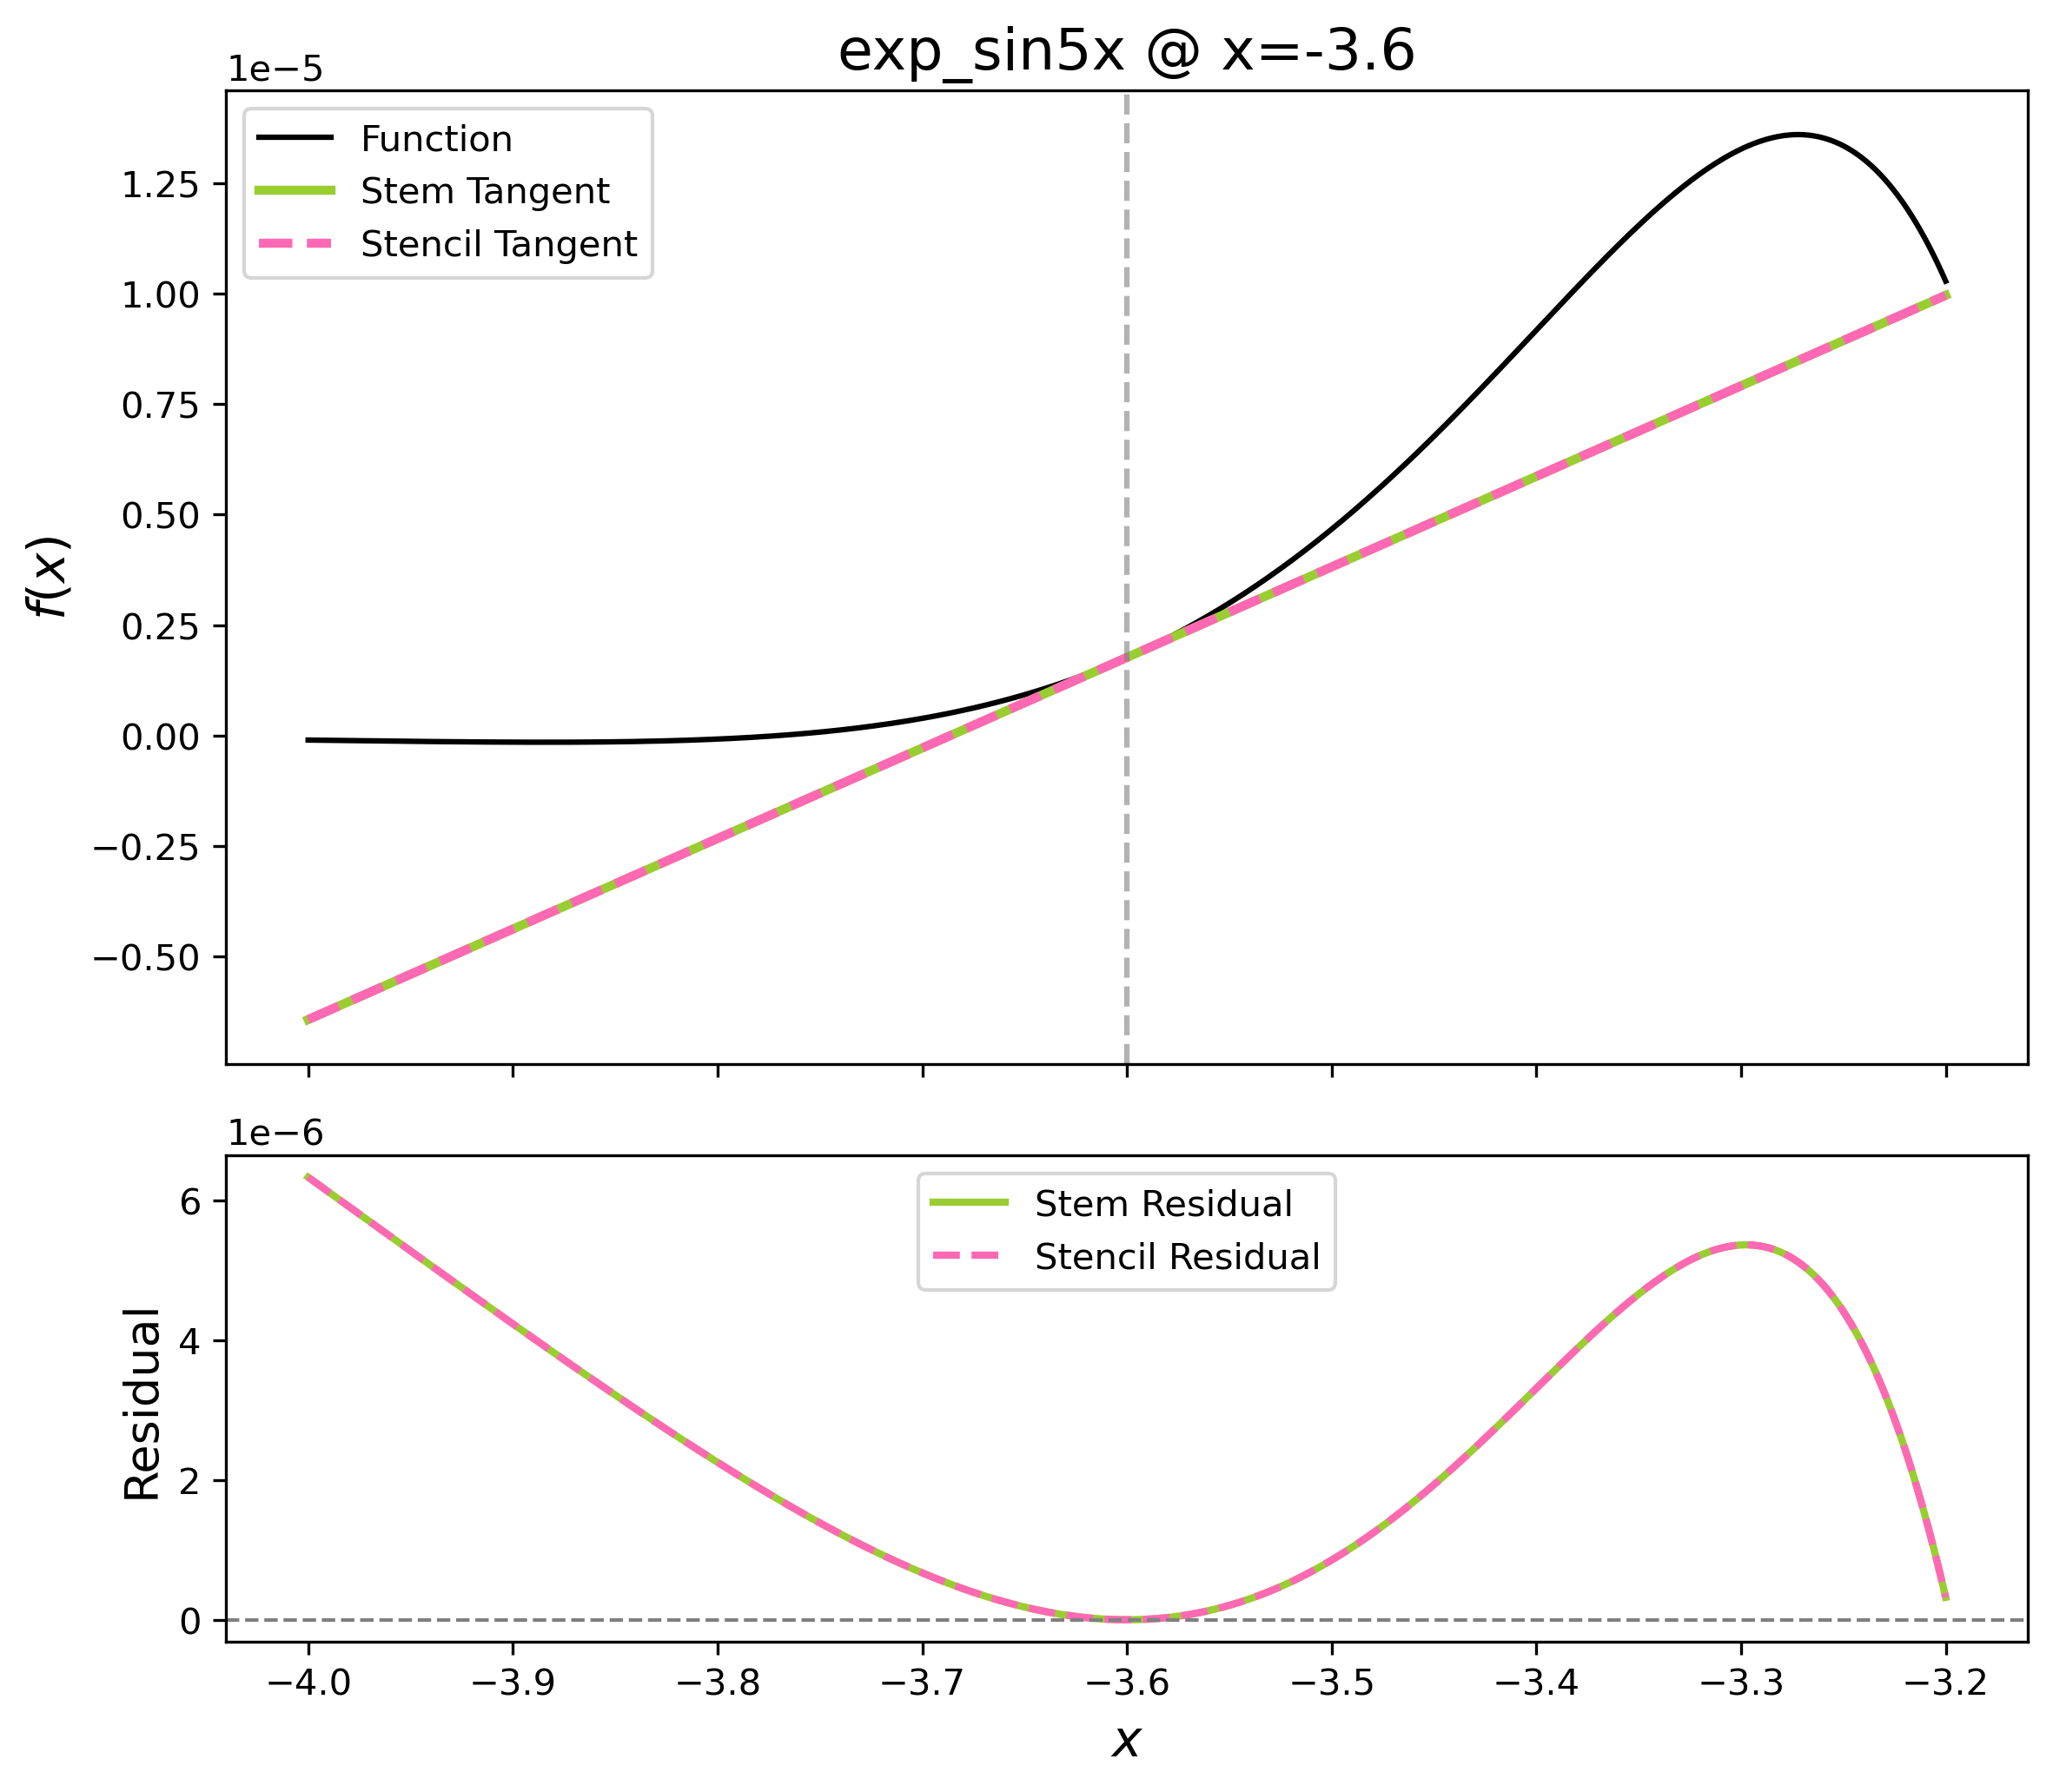 exp_sin5x @ x=-3.6
1e−5
Function
Stem Tangent
Stencil Tangent
1.25
1.00
0.75
0.50
0.25
0.00
−0.25
−0.50
f(x)
1e−6
Stem Residual
Stencil Residual
6
4
2
0
Residual
−4.0 −3.9 −3.8 −3.7 −3.6 −3.5 −3.4 −3.3 −3.2
x